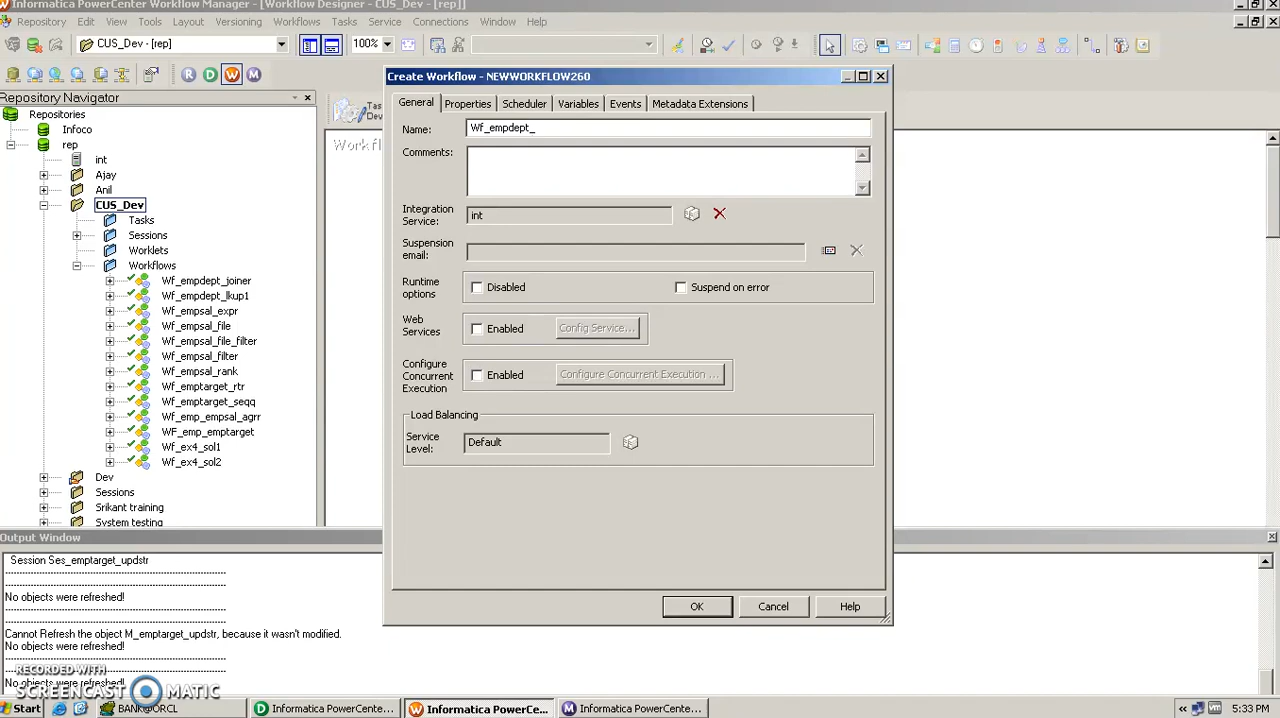 Informatica PowerCenter Workflow Manager - [Workflow Designer - CUS_Dev - [rep]]
Repository Edit View Tools Layout Versioning Workflows Tasks Service Connections Window Help
CUS_Dev - [rep] 100%
R D W M
Repository Navigator
Repositories
Infoco
rep
int
Ajay
Anil
CUS_Dev
Tasks
Sessions
Worklets
Workflows
Wf_empdept_joiner
Wf_empdept_lkup1
Wf_empsal_expr
Wf_empsal_file
Wf_empsal_file_filter
Wf_empsal_filter
Wf_empsal_rank
Wf_emptarget_rtr
Wf_emptarget_seqq
Wf_emp_empsal_agrr
WF_emp_emptarget
Wf_ex4_sol1
Wf_ex4_sol2
Dev
Sessions
Srikant training
System testing
Create Workflow - NEWWORKFLOW260
General Properties Scheduler Variables Events Metadata Extensions
Name: Wf_empdept_
Comments:
Integration Service: int
Suspension email:
Runtime options Disabled Suspend on error
Web Services Enabled Config Service...
Configure Concurrent Execution Enabled Configure Concurrent Execution ...
Load Balancing
Service Level: Default
OK Cancel Help
Output Window
Session Ses_emptarget_updstr
No objects were refreshed!
Cannot Refresh the object M_emptarget_updstr, because it wasn't modified.
No objects were refreshed!
No objects were refreshed!
RECORDED WITH
SCREENCAST MATIC
Start BANK@ORCL Informatica PowerCente... Informatica PowerCe... Informatica PowerCente... 5:33 PM